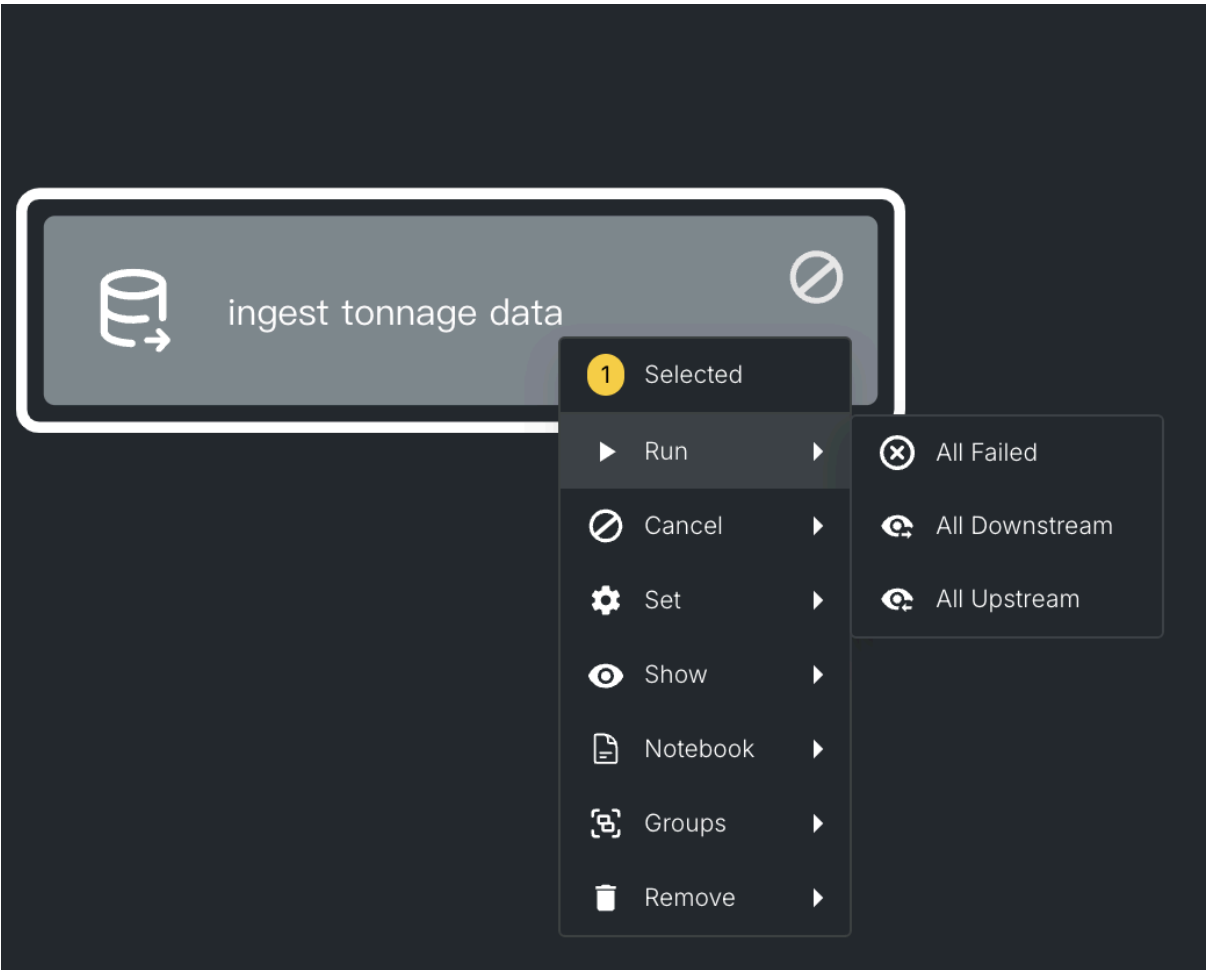 ingest tonnage data
1 Selected
Run
All Failed
Cancel
All Downstream
Set
All Upstream
Show
Notebook
Groups
Remove